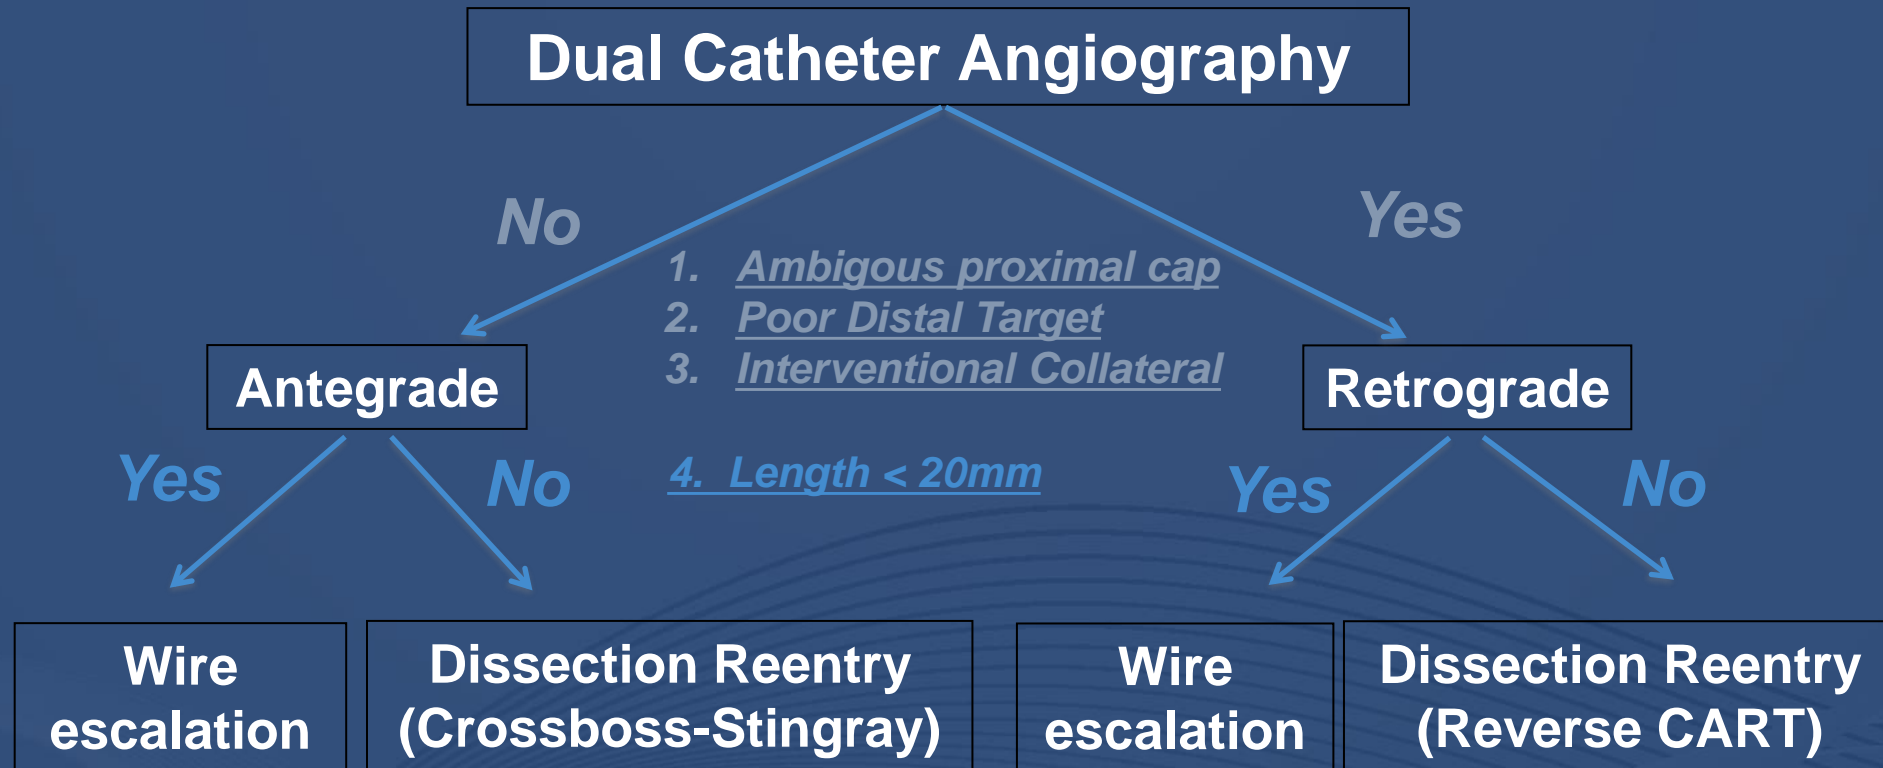 Dual Catheter Angiography
No
Yes
1. Ambigous proximal cap
2. Poor Distal Target
3. Interventional Collateral
Antegrade
Retrograde
Yes
No
4. Length < 20mm
Yes
No
Wire
escalation
Dissection Reentry
(Crossboss-Stingray)
Wire
escalation
Dissection Reentry
(Reverse CART)